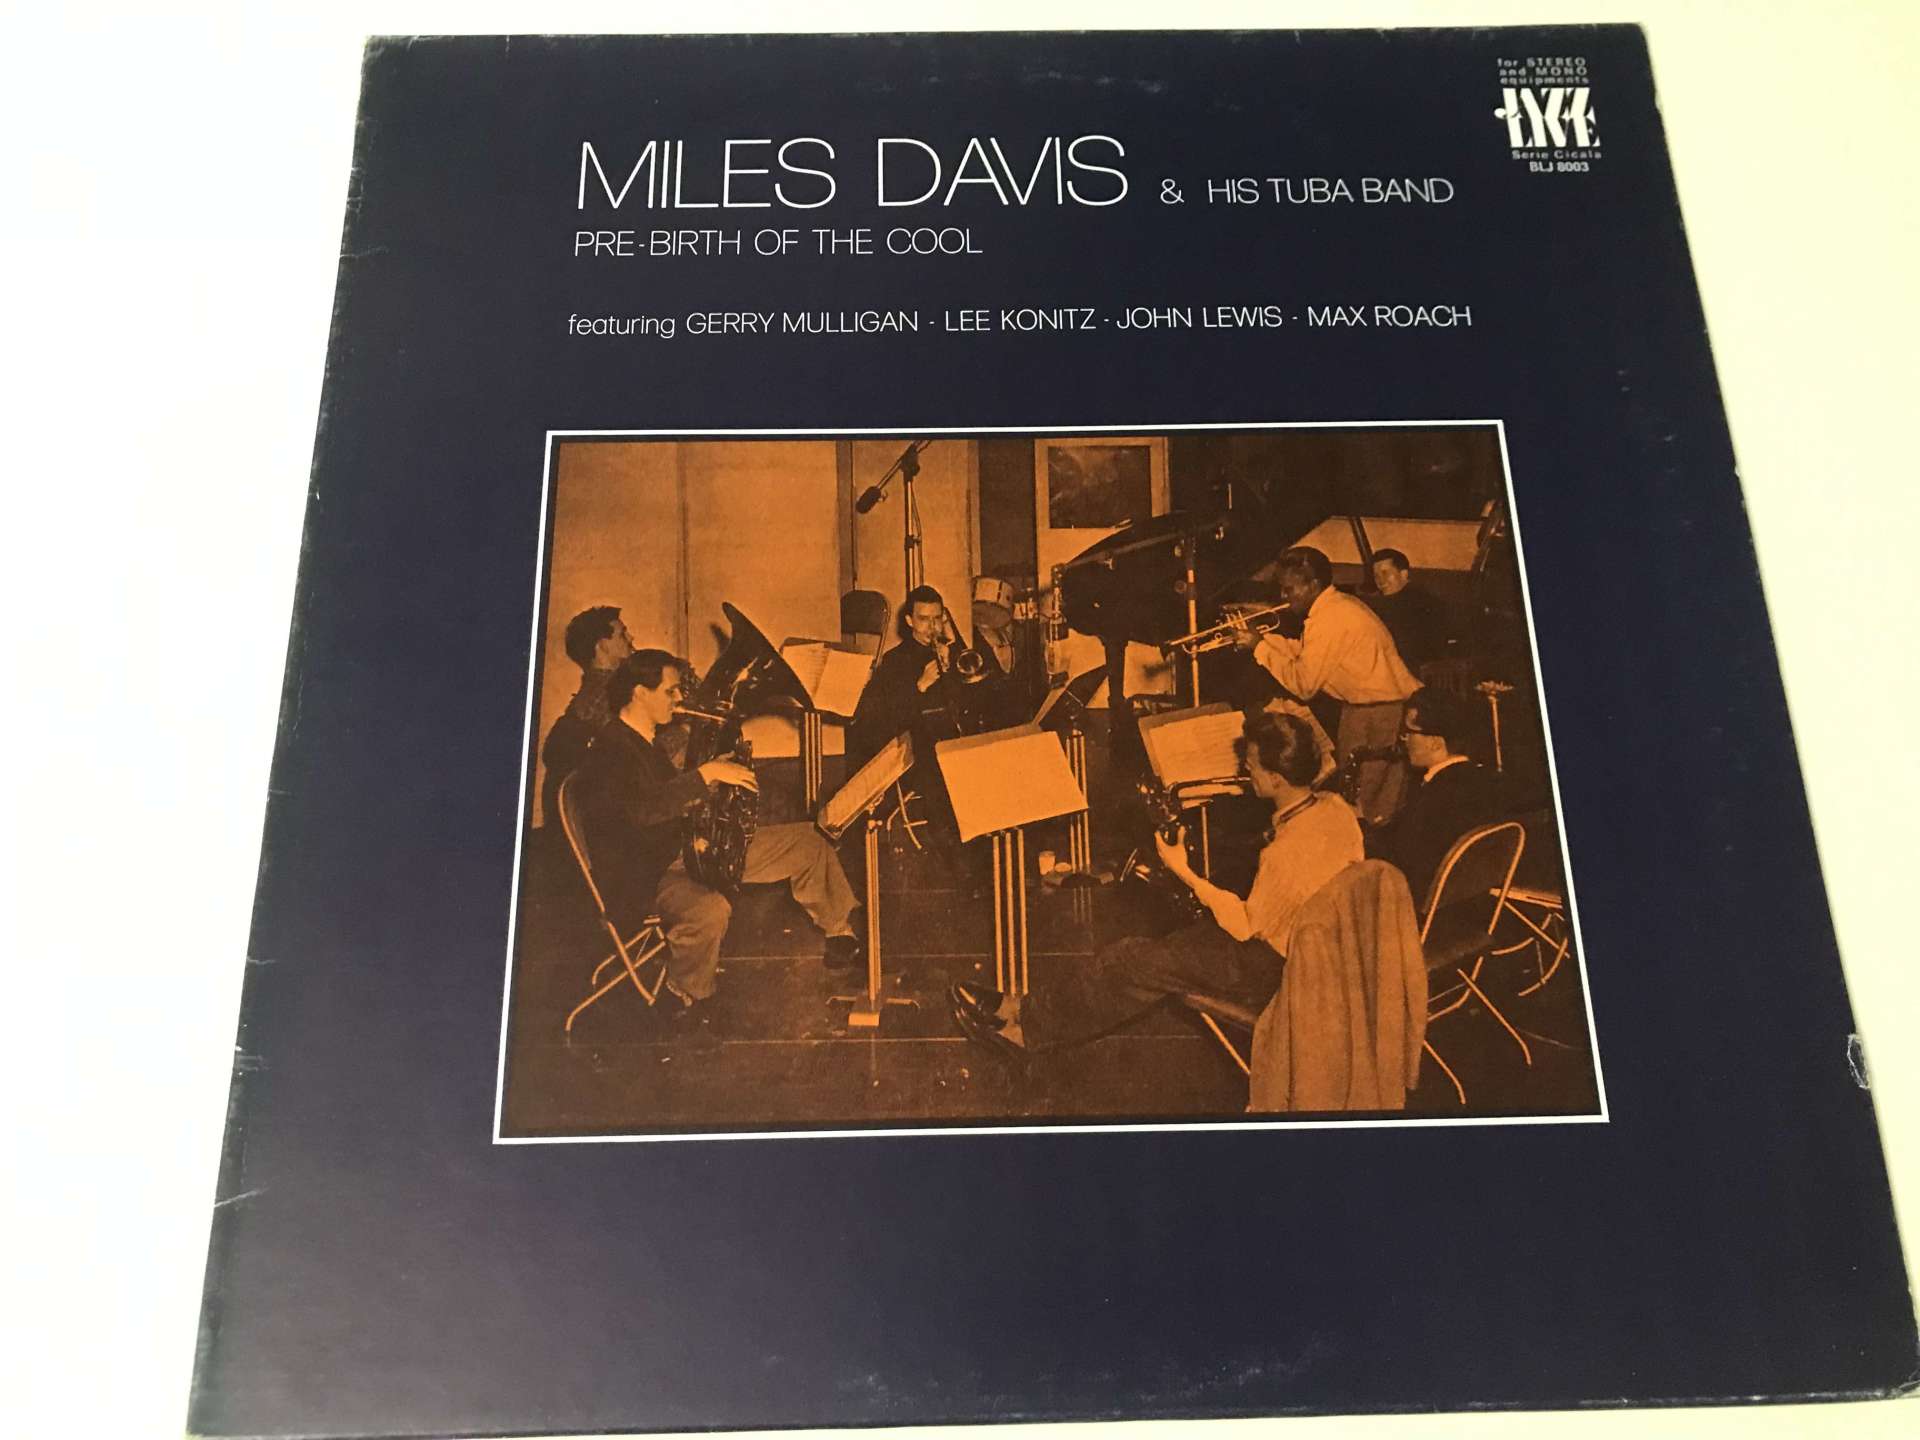 for STEREO
and MONO
equipments
JAZZ
LIVE
Serie Cicala
BLJ 8003
MILES DAVIS & HIS TUBA BAND
PRE-BIRTH OF THE COOL
featuring GERRY MULLIGAN - LEE KONITZ - JOHN LEWIS - MAX ROACH